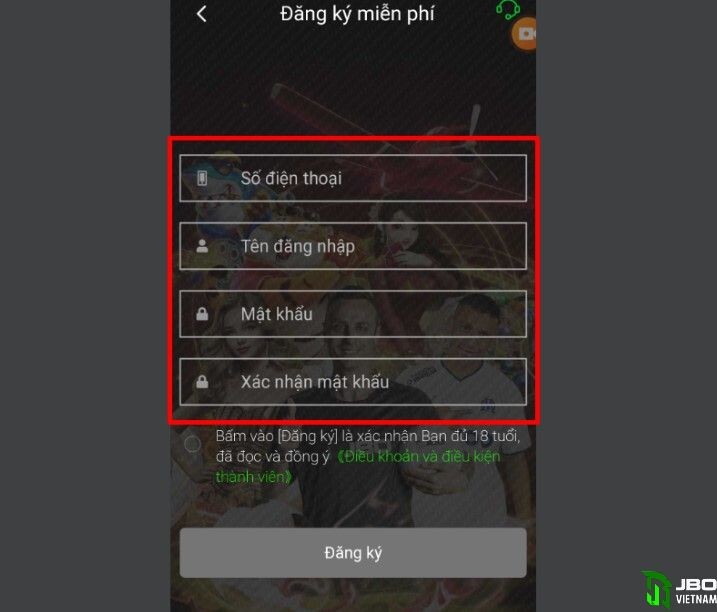 Đăng ký miễn phí
Số điện thoại
Tên đăng nhập
Mật khẩu
Xác nhận mật khẩu
Bấm vào [Đăng ký] là xác nhận Bạn đủ 18 tuổi,
đã đọc và đồng ý《Điều khoản và điều kiện
thành viên》
Đăng ký
JBO
VIETNAM